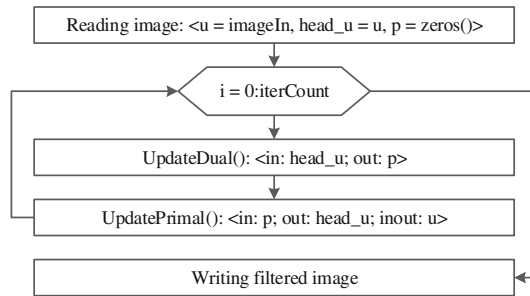 Reading image: <u = imageIn, head_u = u, p = zeros()>
i = 0:iterCount
UpdateDual(): <in: head_u; out: p>
UpdatePrimal(): <in: p; out: head_u; inout: u>
Writing filtered image